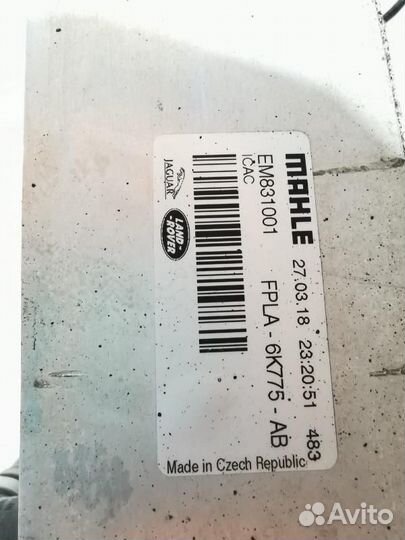 MAHLE 27.03.18 23:20:51 483
EM831001 FPLA - 6K775 - AB
iCAC
JAGUAR
LAND-
ROVER
Made in Czech Republic
Avito